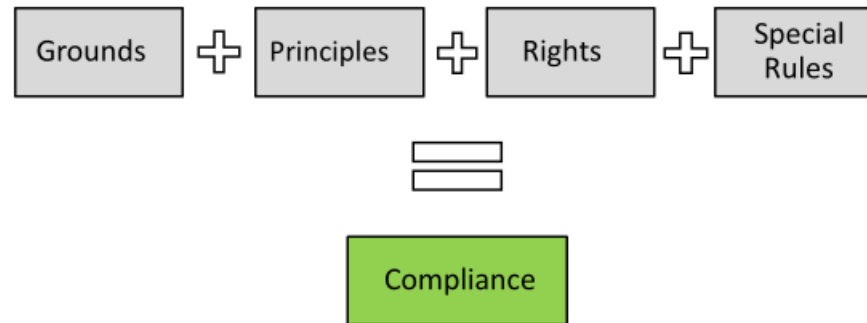 Grounds
Principles
Rights
Special
Rules
Compliance